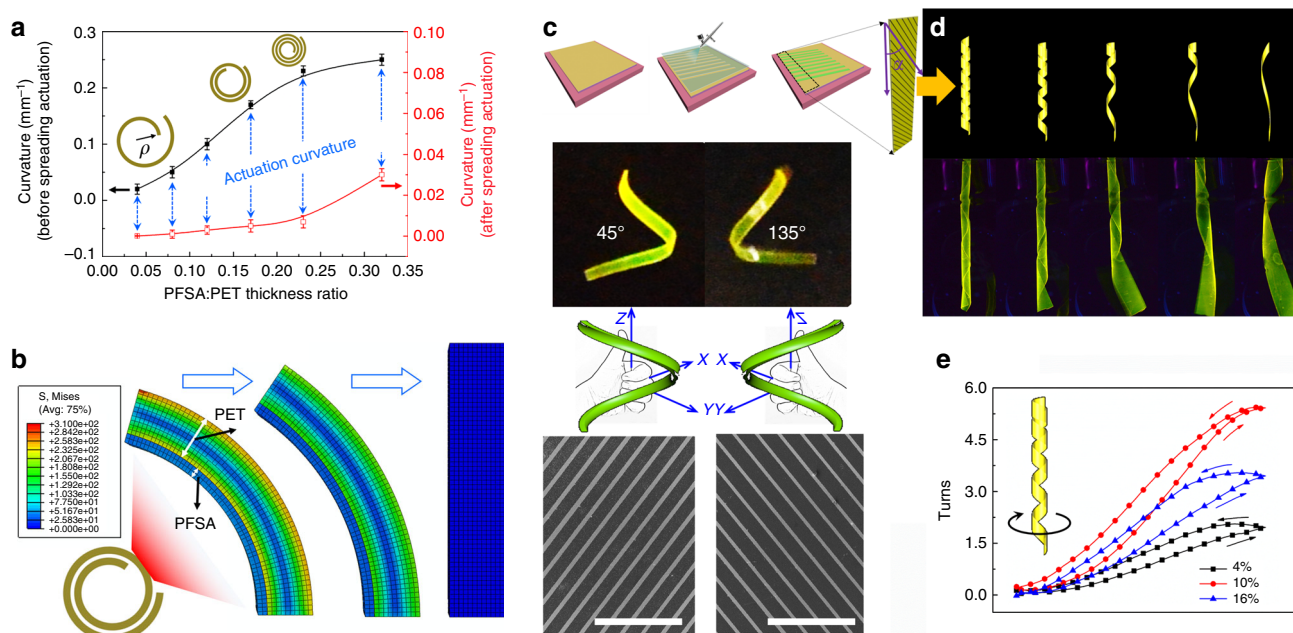 a
Curvature (mm⁻¹)
(before spreading actuation)
0.3
0.2
0.1
0.0
–0.1
0.00
0.05
0.10
0.15
0.20
0.25
0.30
0.35
PFSA:PET thickness ratio
ρ
Actuation curvature
0.10
0.08
0.06
0.04
0.02
0.00
Curvature (mm⁻¹)
(after spreading actuation)
b
S, Mises
(Avg: 75%)
+3.100e+02
+2.842e+02
+2.583e+02
+2.325e+02
+2.067e+02
+1.808e+02
+1.550e+02
+1.292e+02
+1.033e+02
+7.750e+01
+5.167e+01
+2.583e+01
+0.000e+00
PET
PFSA
c
45°
135°
Z
Z
X
X
YY
d
e
Turns
6.0
4.5
3.0
1.5
0.0
4%
10%
16%